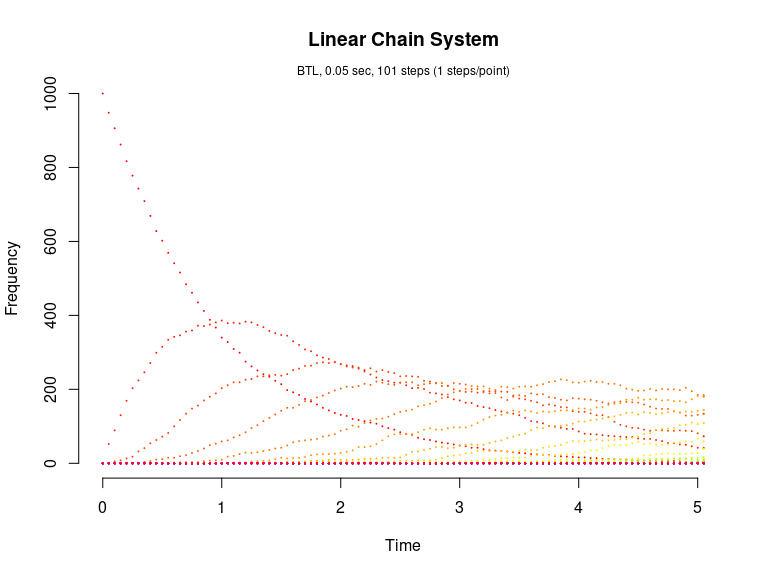 Linear Chain System
BTL, 0.05 sec, 101 steps (1 steps/point)
Frequency
1000
800
600
400
200
0
0 1 2 3 4 5
Time